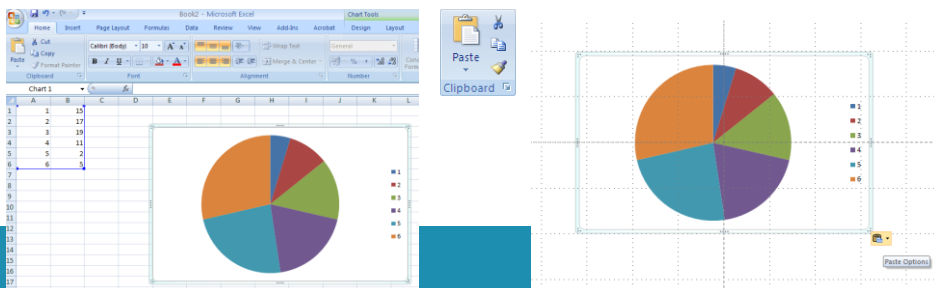 Book2 - Microsoft Excel
Chart Tools
Home Insert Page Layout Formulas Data Review View Add-Ins Acrobat Design Layout
Paste
Cut
Copy
Format Painter
Calibri (Body) 10 A A
B I U
A
Wrap Text
Merge & Center
General
$ % ,
Clipboard Font Alignment Number
Chart 1 fx
A B C D E F G H I J K L
1 1 15
2 2 17
3 3 19
4 4 11
5 5 2
6 6 5
7
8
9
10
11
12
13
14
15
16
17
1
2
3
4
5
6
Paste
Clipboard
1
2
3
4
5
6
Paste Options